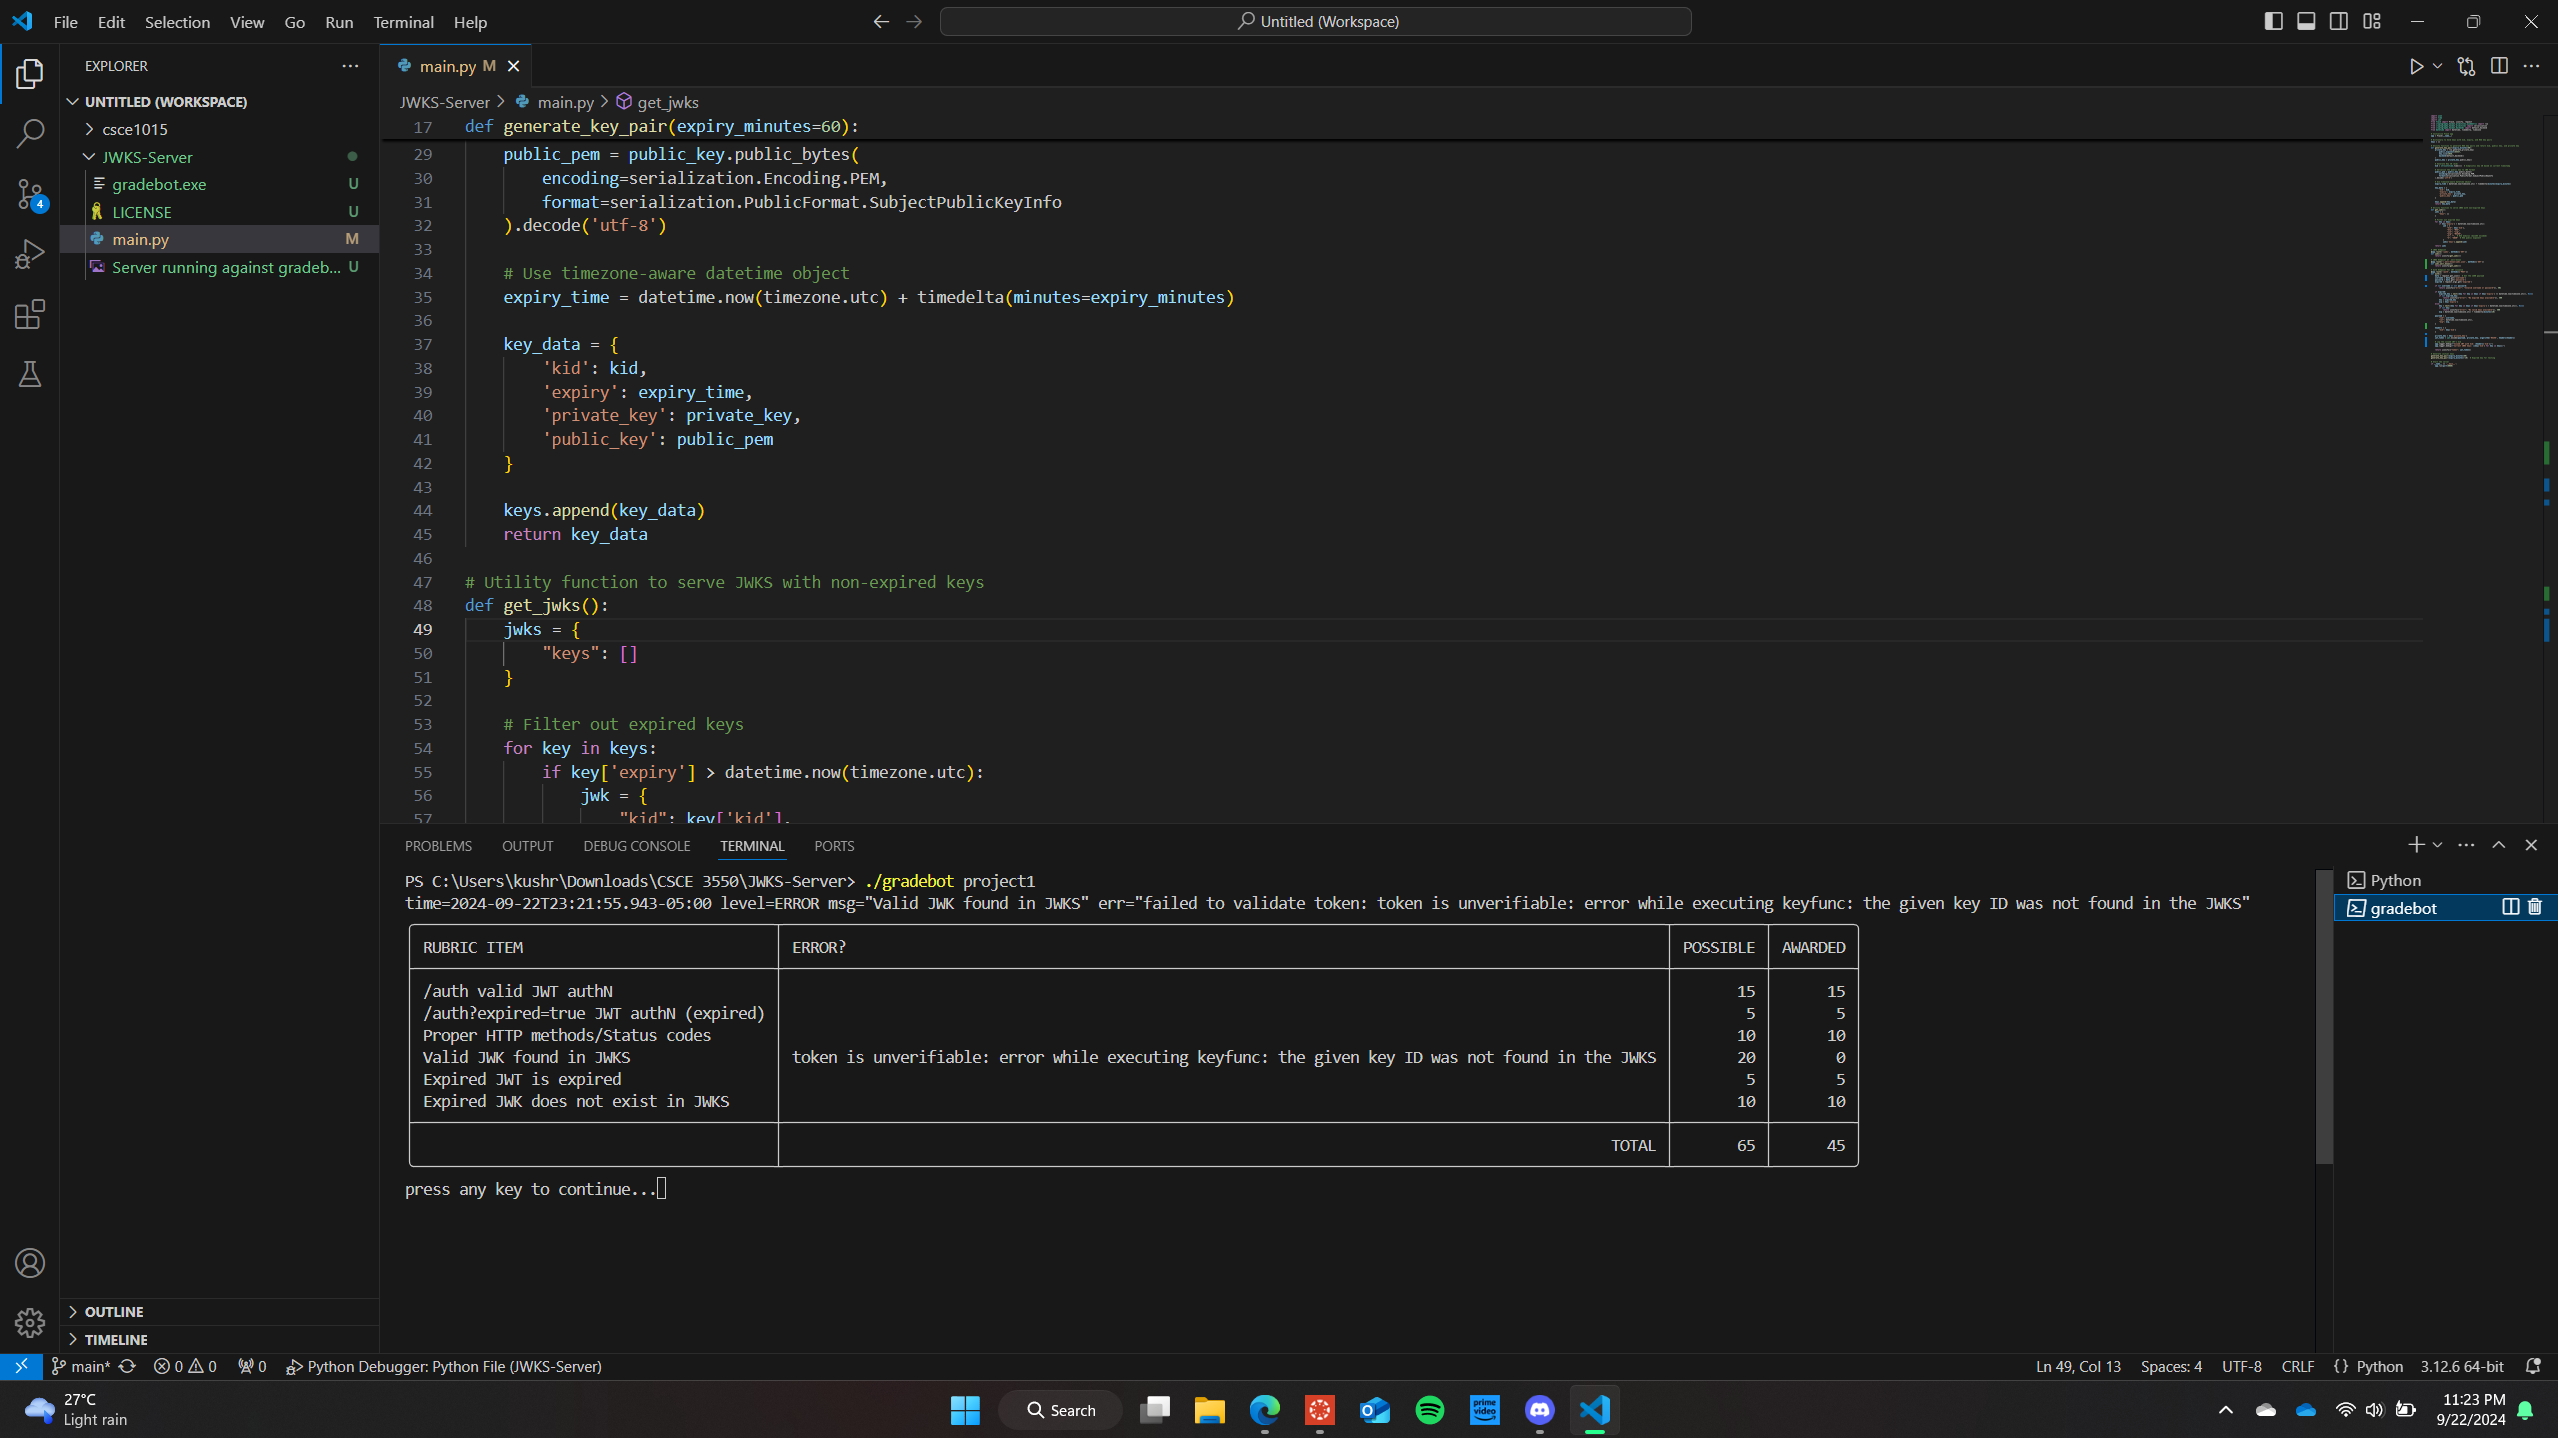 File Edit Selection View Go Run Terminal Help
Untitled (Workspace)
EXPLORER
UNTITLED (WORKSPACE)
csce1015
JWKS-Server
gradebot.exe U
LICENSE U
main.py M
Server running against gradeb... U
OUTLINE
TIMELINE
4
main.py M
JWKS-Server > main.py > get_jwks
17 def generate_key_pair(expiry_minutes=60):
29 public_pem = public_key.public_bytes(
30 encoding=serialization.Encoding.PEM,
31 format=serialization.PublicFormat.SubjectPublicKeyInfo
32 ).decode('utf-8')
33
34 # Use timezone-aware datetime object
35 expiry_time = datetime.now(timezone.utc) + timedelta(minutes=expiry_minutes)
36
37 key_data = {
38 'kid': kid,
39 'expiry': expiry_time,
40 'private_key': private_key,
41 'public_key': public_pem
42 }
43
44 keys.append(key_data)
45 return key_data
46
47 # Utility function to serve JWKS with non-expired keys
48 def get_jwks():
49 jwks = {
50 "keys": []
51 }
52
53 # Filter out expired keys
54 for key in keys:
55 if key['expiry'] > datetime.now(timezone.utc):
56 jwk = {
57 "kid": key['kid'],
PROBLEMS OUTPUT DEBUG CONSOLE TERMINAL PORTS
PS C:\Users\kushr\Downloads\CSCE 3550\JWKS-Server> ./gradebot project1
time=2024-09-22T23:21:55.943-05:00 level=ERROR msg="Valid JWK found in JWKS" err="failed to validate token: token is unverifiable: error while executing keyfunc: the given key ID was not found in the JWKS"
RUBRIC ITEM ERROR? POSSIBLE AWARDED
/auth valid JWT authN 15 15
/auth?expired=true JWT authN (expired) 5 5
Proper HTTP methods/Status codes 10 10
Valid JWK found in JWKS token is unverifiable: error while executing keyfunc: the given key ID was not found in the JWKS 20 0
Expired JWT is expired 5 5
Expired JWK does not exist in JWKS 10 10
TOTAL 65 45
press any key to continue...
Python
gradebot
main* 0 0 0 Python Debugger: Python File (JWKS-Server)
Ln 49, Col 13 Spaces: 4 UTF-8 CRLF {} Python 3.12.6 64-bit
27°C
Light rain
Search
prime video
11:23 PM
9/22/2024